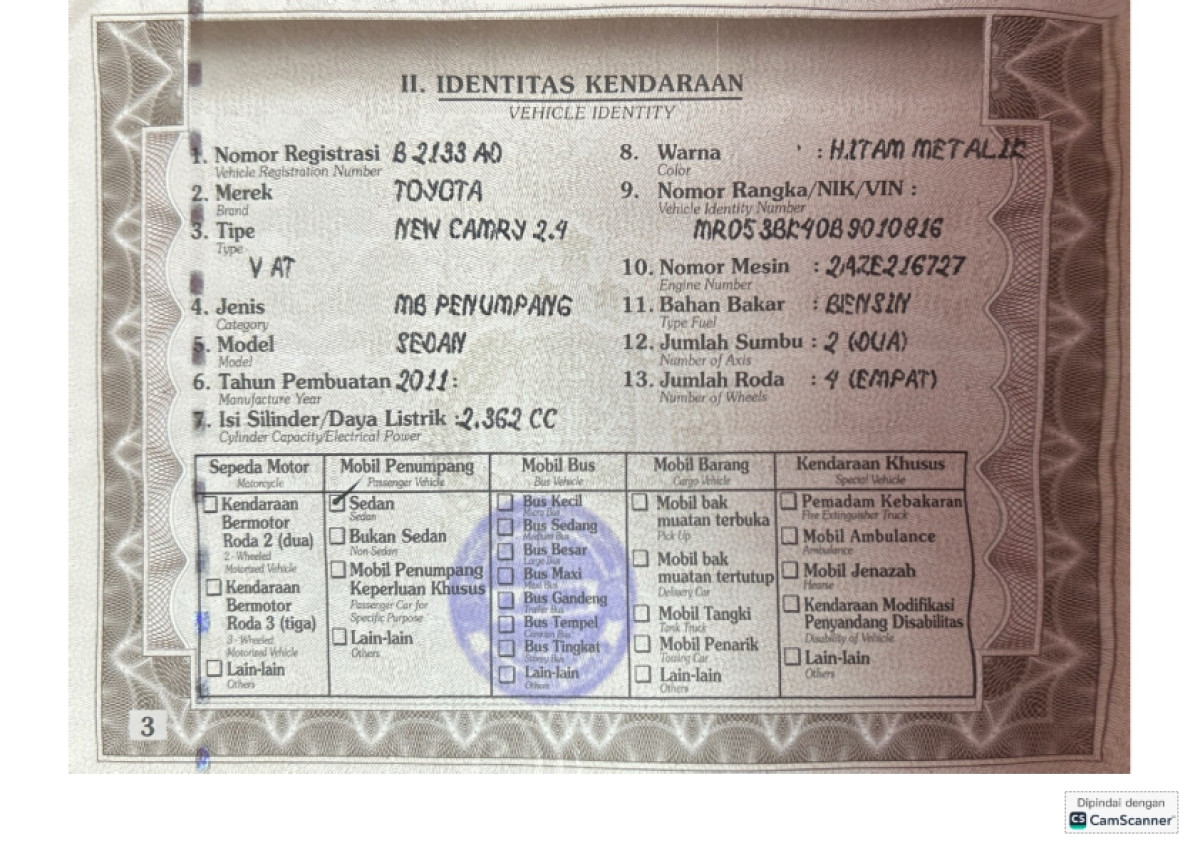 II. IDENTITAS KENDARAAN
VEHICLE IDENTITY
1. Nomor Registrasi B 2133 AO
Vehicle Registration Number
2. Merek TOYOTA
Brand
3. Tipe NEW CAMRY 2.4
Type
V AT
4. Jenis MB PENUMPANG
Category
5. Model SEDAN
Model
6. Tahun Pembuatan 2011 :
Manufacture Year
7. Isi Silinder/Daya Listrik : 2.362 CC
Cylinder Capacity/Electrical Power
8. Warna : HITAM METALIK
Color
9. Nomor Rangka/NIK/VIN :
Vehicle Identity Number
MR053BK40B9010816
10. Nomor Mesin : 2AZE216727
Engine Number
11. Bahan Bakar : BENSIN
Type Fuel
12. Jumlah Sumbu : 2 (DUA)
Number of Axis
13. Jumlah Roda : 4 (EMPAT)
Number of Wheels
Sepeda Motor
Motorcycle
Kendaraan
Bermotor
Roda 2 (dua)
2 - Wheeled
Motorized Vehicle
Kendaraan
Bermotor
Roda 3 (tiga)
3 - Wheeled
Motorized Vehicle
Lain-lain
Others
Mobil Penumpang
Passenger Vehicle
Sedan
Sedan
Bukan Sedan
Non Sedan
Mobil Penumpang
Keperluan Khusus
Passenger Car for
Specific Purpose
Lain-lain
Others
Mobil Bus
Bus Vehicle
Bus Kecil
Micro Bus
Bus Sedang
Medium Bus
Bus Besar
Large Bus
Bus Maxi
Maxi Bus
Bus Gandeng
Bus Tempel
Bus Tingkat
Lain-lain
Others
Mobil Barang
Cargo Vehicle
Mobil bak
muatan terbuka
Pick Up
Mobil bak
muatan tertutup
Delivery Car
Mobil Tangki
Tank Truck
Mobil Penarik
Towing Car
Lain-lain
Others
Kendaraan Khusus
Special Vehicle
Pemadam Kebakaran
Fire Extinguisher Truck
Mobil Ambulance
Ambulance
Mobil Jenazah
Hearse
Kendaraan Modifikasi
Penyandang Disabilitas
Disability of Vehicle
Lain-lain
Others
3
Dipindai dengan
CS CamScanner